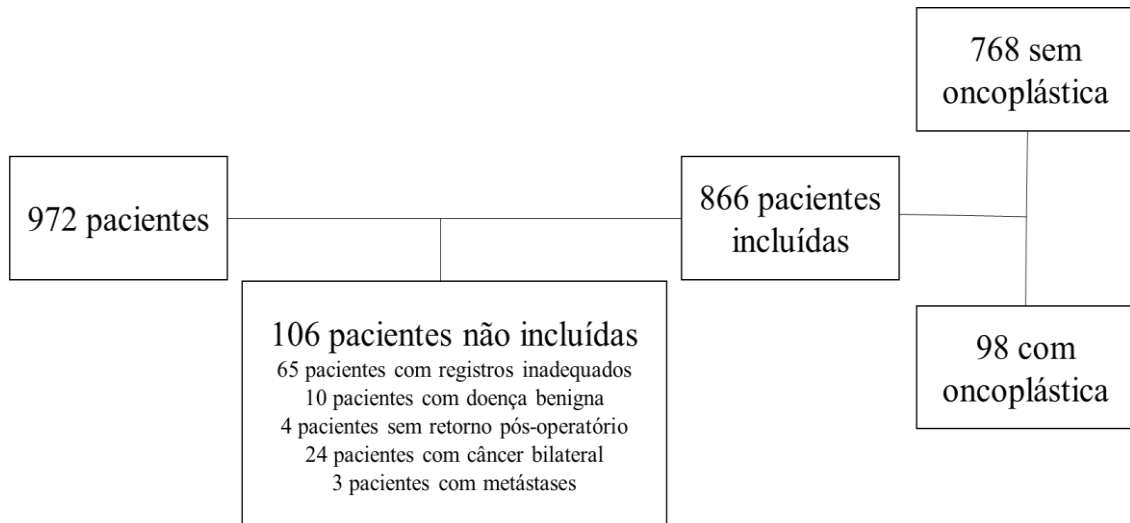 972 pacientes
106 pacientes não incluídas
65 pacientes com registros inadequados
10 pacientes com doença benigna
4 pacientes sem retorno pós-operatório
24 pacientes com câncer bilateral
3 pacientes com metástases
866 pacientes
incluídas
768 sem
oncoplástica
98 com
oncoplástica